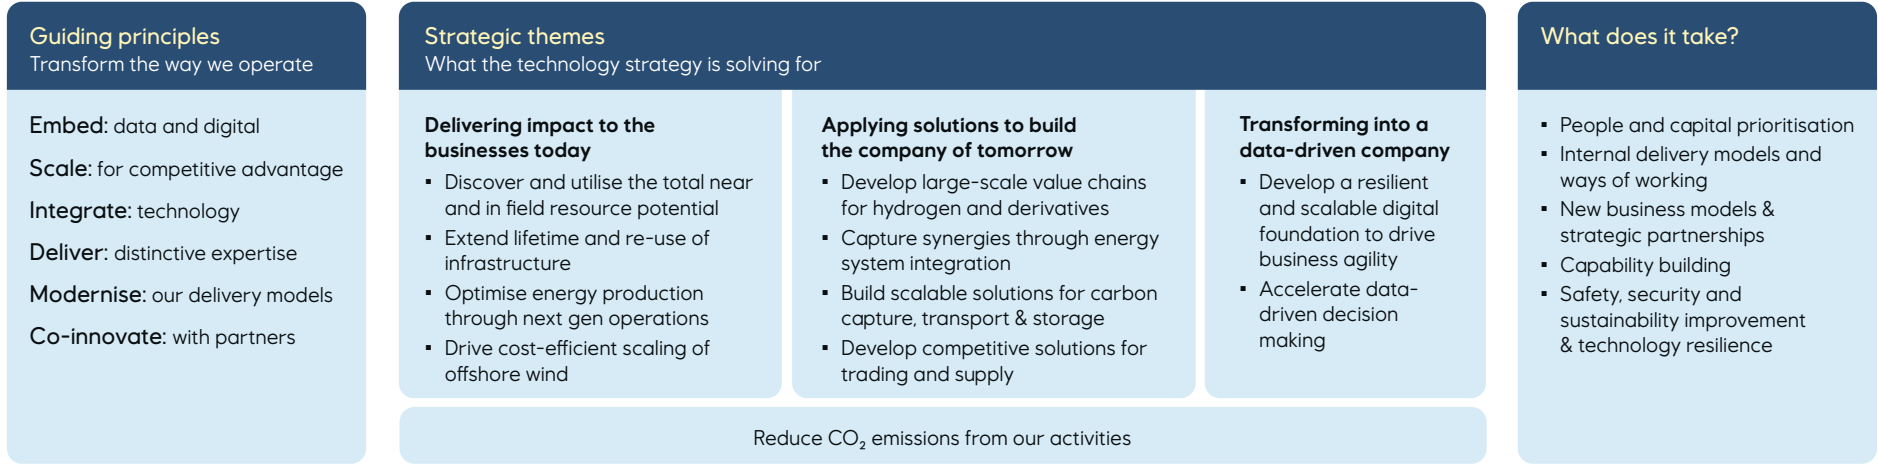 Guiding principles
Transform the way we operate
Embed: data and digital
Scale: for competitive advantage
Integrate: technology
Deliver: distinctive expertise
Modernise: our delivery models
Co-innovate: with partners
Strategic themes
What the technology strategy is solving for
Delivering impact to the
businesses today
▪ Discover and utilise the total near
and in field resource potential
▪ Extend lifetime and re-use of
infrastructure
▪ Optimise energy production
through next gen operations
▪ Drive cost-efficient scaling of
offshore wind
Applying solutions to build
the company of tomorrow
▪ Develop large-scale value chains
for hydrogen and derivatives
▪ Capture synergies through energy
system integration
▪ Build scalable solutions for carbon
capture, transport & storage
▪ Develop competitive solutions for
trading and supply
Transforming into a
data-driven company
▪ Develop a resilient
and scalable digital
foundation to drive
business agility
▪ Accelerate data-
driven decision
making
Reduce CO₂ emissions from our activities
What does it take?
▪ People and capital prioritisation
▪ Internal delivery models and
ways of working
▪ New business models &
strategic partnerships
▪ Capability building
▪ Safety, security and
sustainability improvement
& technology resilience